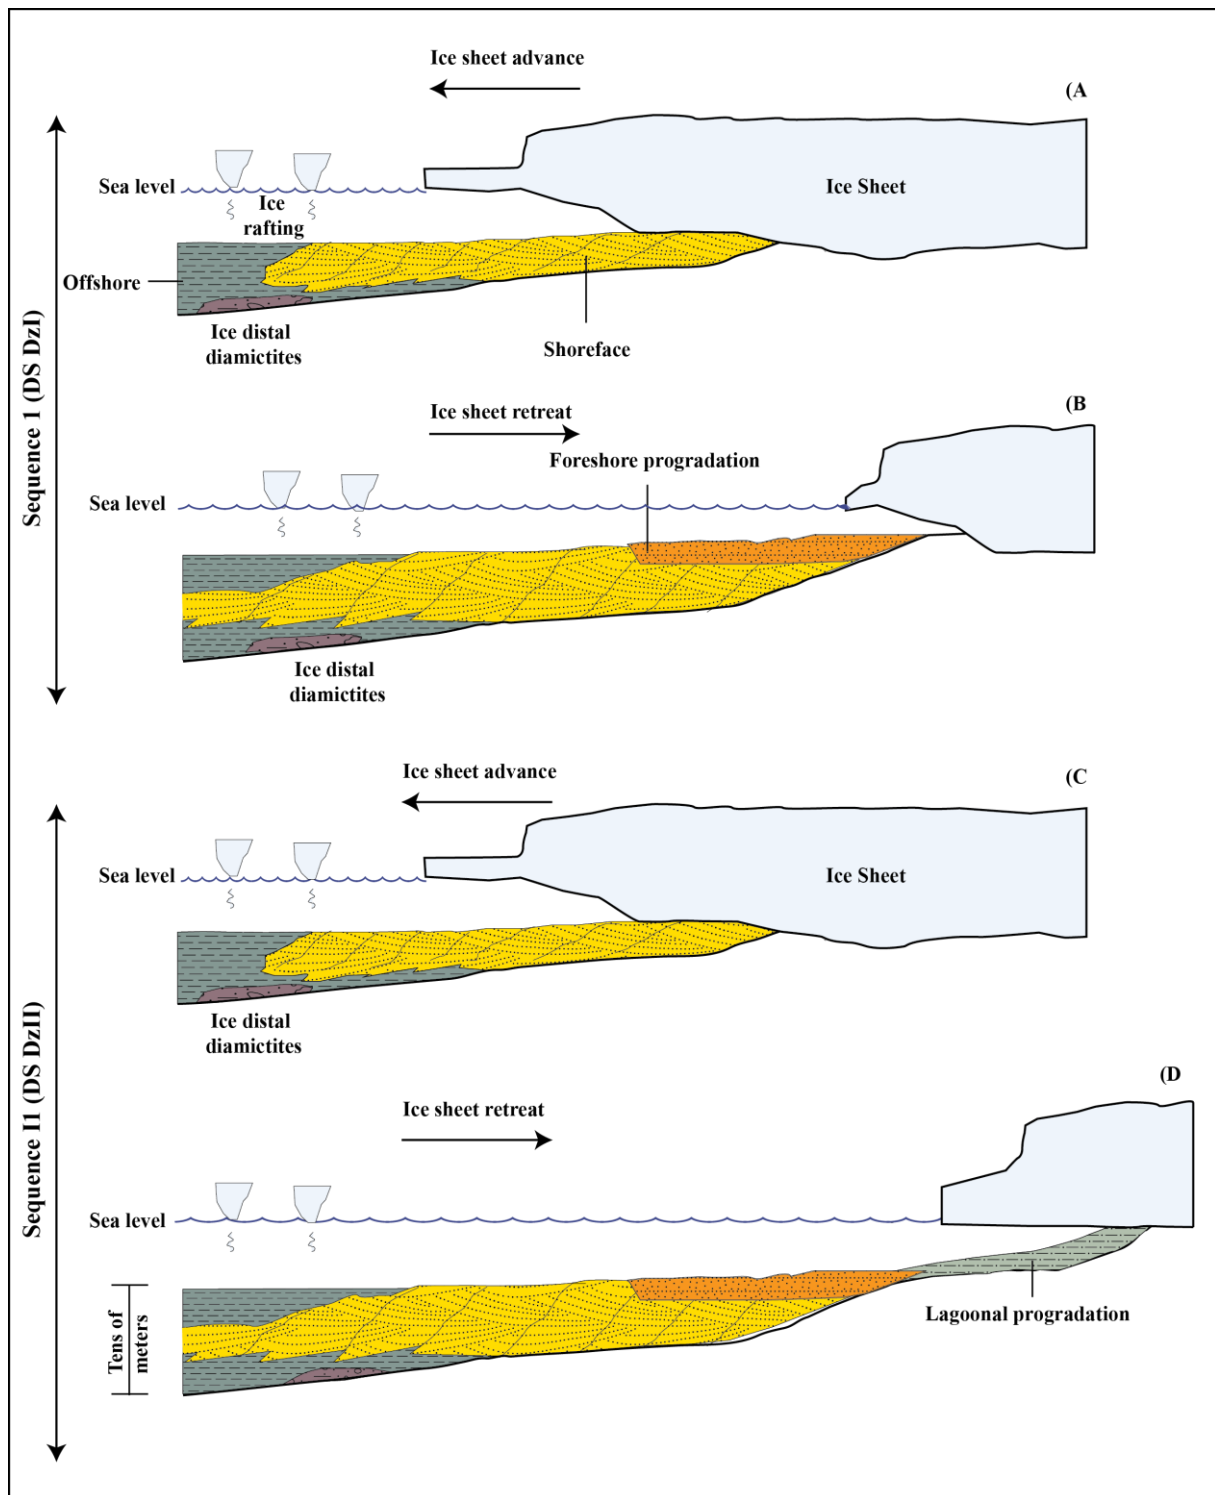 Ice sheet advance
(A
Sea level
Ice
rafting
Ice Sheet
Offshore
Ice distal
diamictites
Shoreface
Sequence 1 (DS DzI)
Ice sheet retreat
(B
Foreshore progradation
Sea level
Ice distal
diamictites
Ice sheet advance
(C
Sea level
Ice Sheet
Ice distal
diamictites
Sequence I1 (DS DzII)
(D
Ice sheet retreat
Sea level
Lagoonal progradation
Tens of
meters